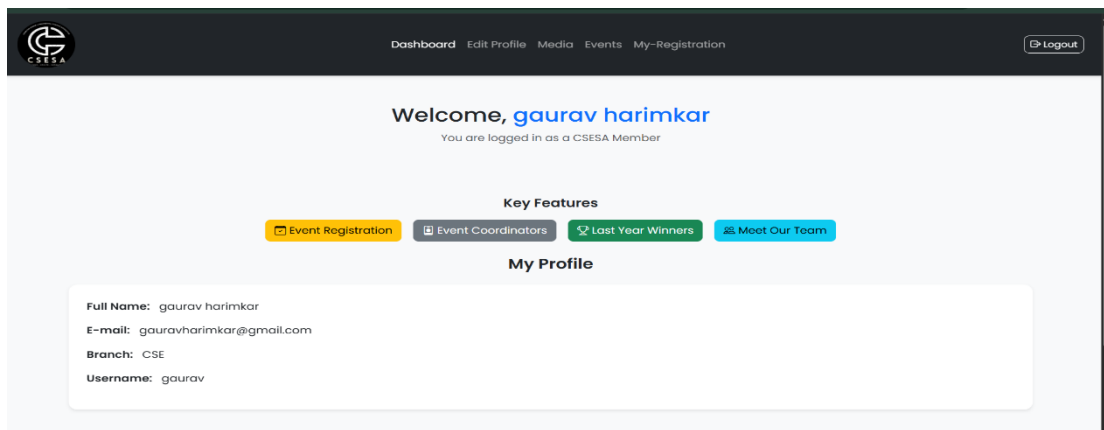 CSESA
Dashboard Edit Profile Media Events My-Registration
Logout
Welcome, gaurav harimkar
You are logged in as a CSESA Member
Key Features
Event Registration Event Coordinators Last Year Winners Meet Our Team
My Profile
Full Name: gaurav harimkar
E-mail: gauravharimkar@gmail.com
Branch: CSE
Username: gaurav